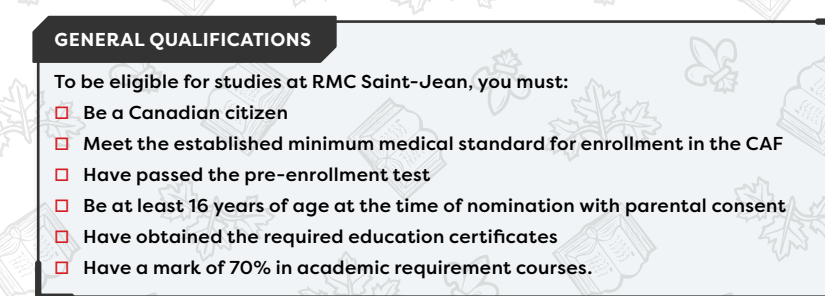 GENERAL QUALIFICATIONS
To be eligible for studies at RMC Saint-Jean, you must:
Be a Canadian citizen
Meet the established minimum medical standard for enrollment in the CAF
Have passed the pre-enrollment test
Be at least 16 years of age at the time of nomination with parental consent
Have obtained the required education certificates
Have a mark of 70% in academic requirement courses.